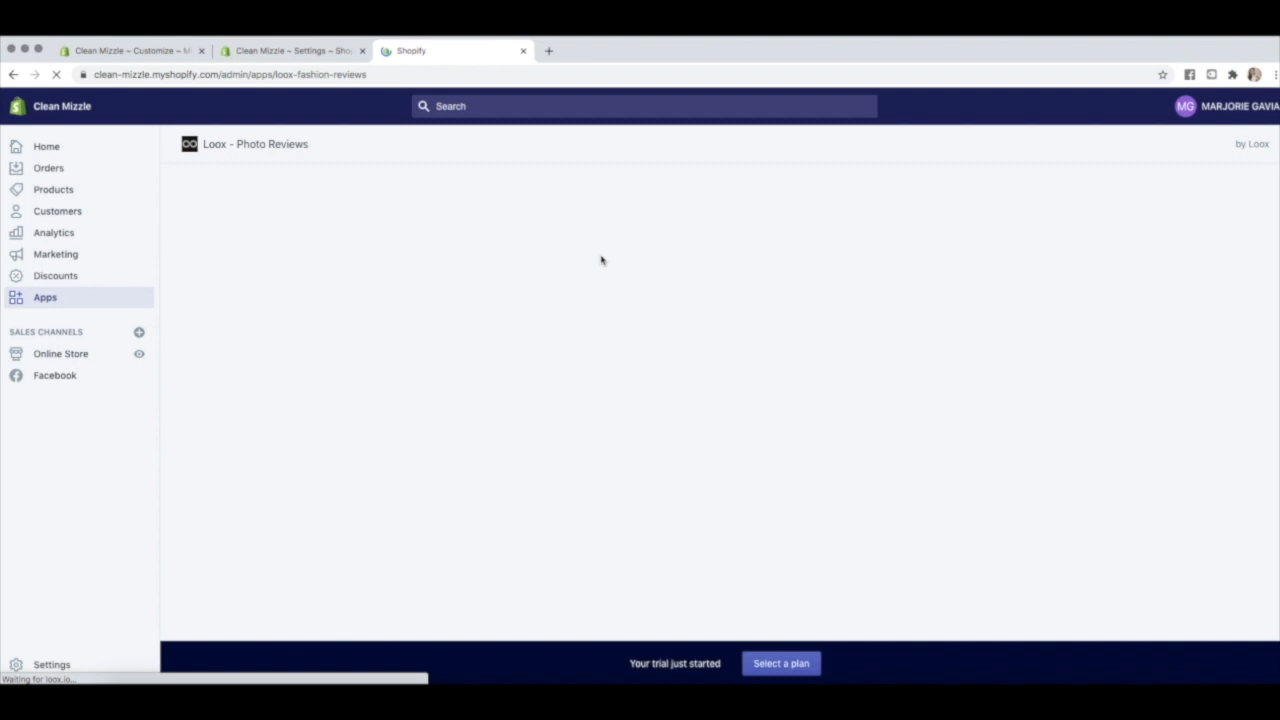 Clean Mizzle ~ Customize ~ Mi
Clean Mizzle ~ Settings ~ Sho
Shopify
clean-mizzle.myshopify.com/admin/apps/loox-fashion-reviews
Clean Mizzle
Search
MG MARJORIE GAVIA
Home
Orders
Products
Customers
Analytics
Marketing
Discounts
Apps
SALES CHANNELS
Online Store
Facebook
Settings
Loox - Photo Reviews
by Loox
Your trial just started
Select a plan
Waiting for loox.io...